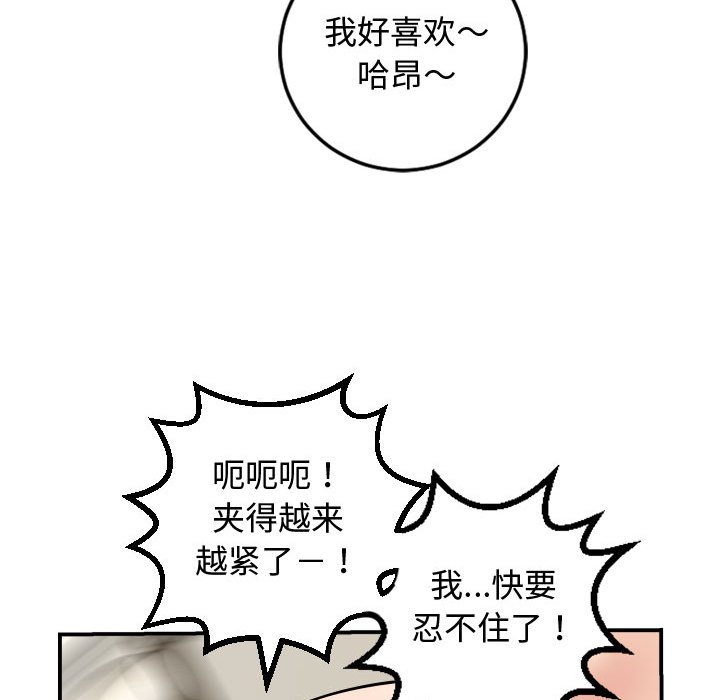 我好喜欢～
哈昂～
呃呃呃！
夹得越来
越紧了－！
我...快要
忍不住了！